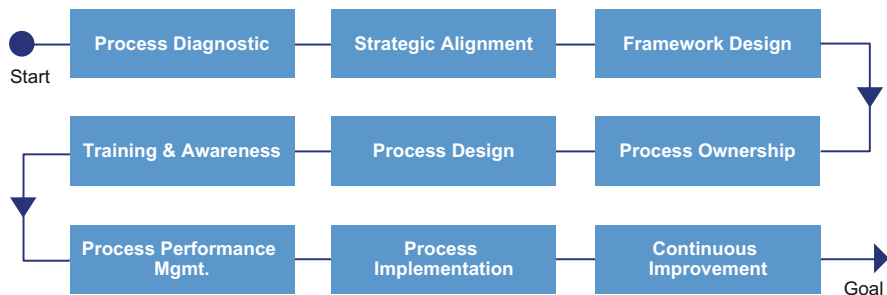 Process Diagnostic
Strategic Alignment
Framework Design
Start
Training & Awareness
Process Design
Process Ownership
Process Performance
Mgmt.
Process
Implementation
Continuous
Improvement
Goal